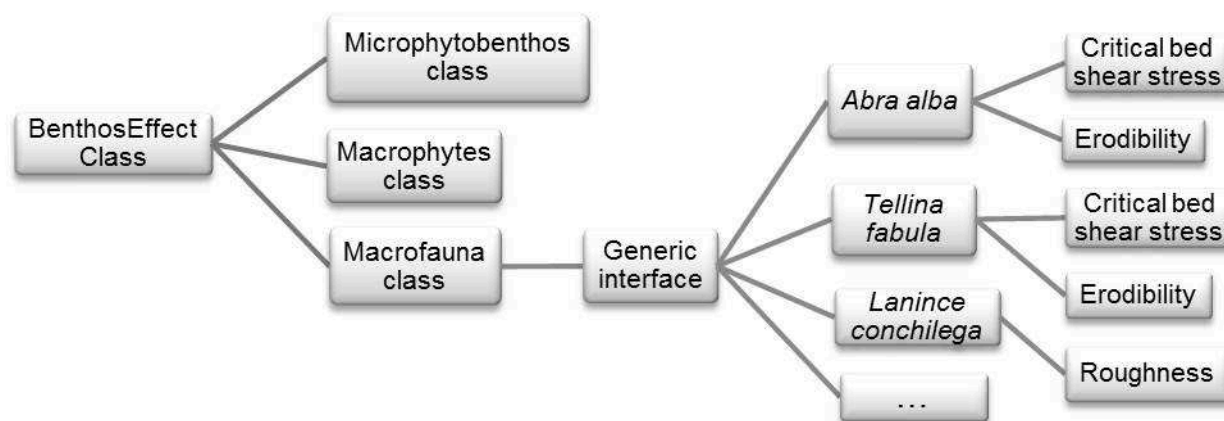 BenthosEffect
Class
Microphytobenthos
class
Macrophytes
class
Macrofauna
class
Generic
interface
Abra alba
Critical bed
shear stress
Erodibility
Tellina
fabula
Critical bed
shear stress
Erodibility
Lanince
conchilega
Roughness
...